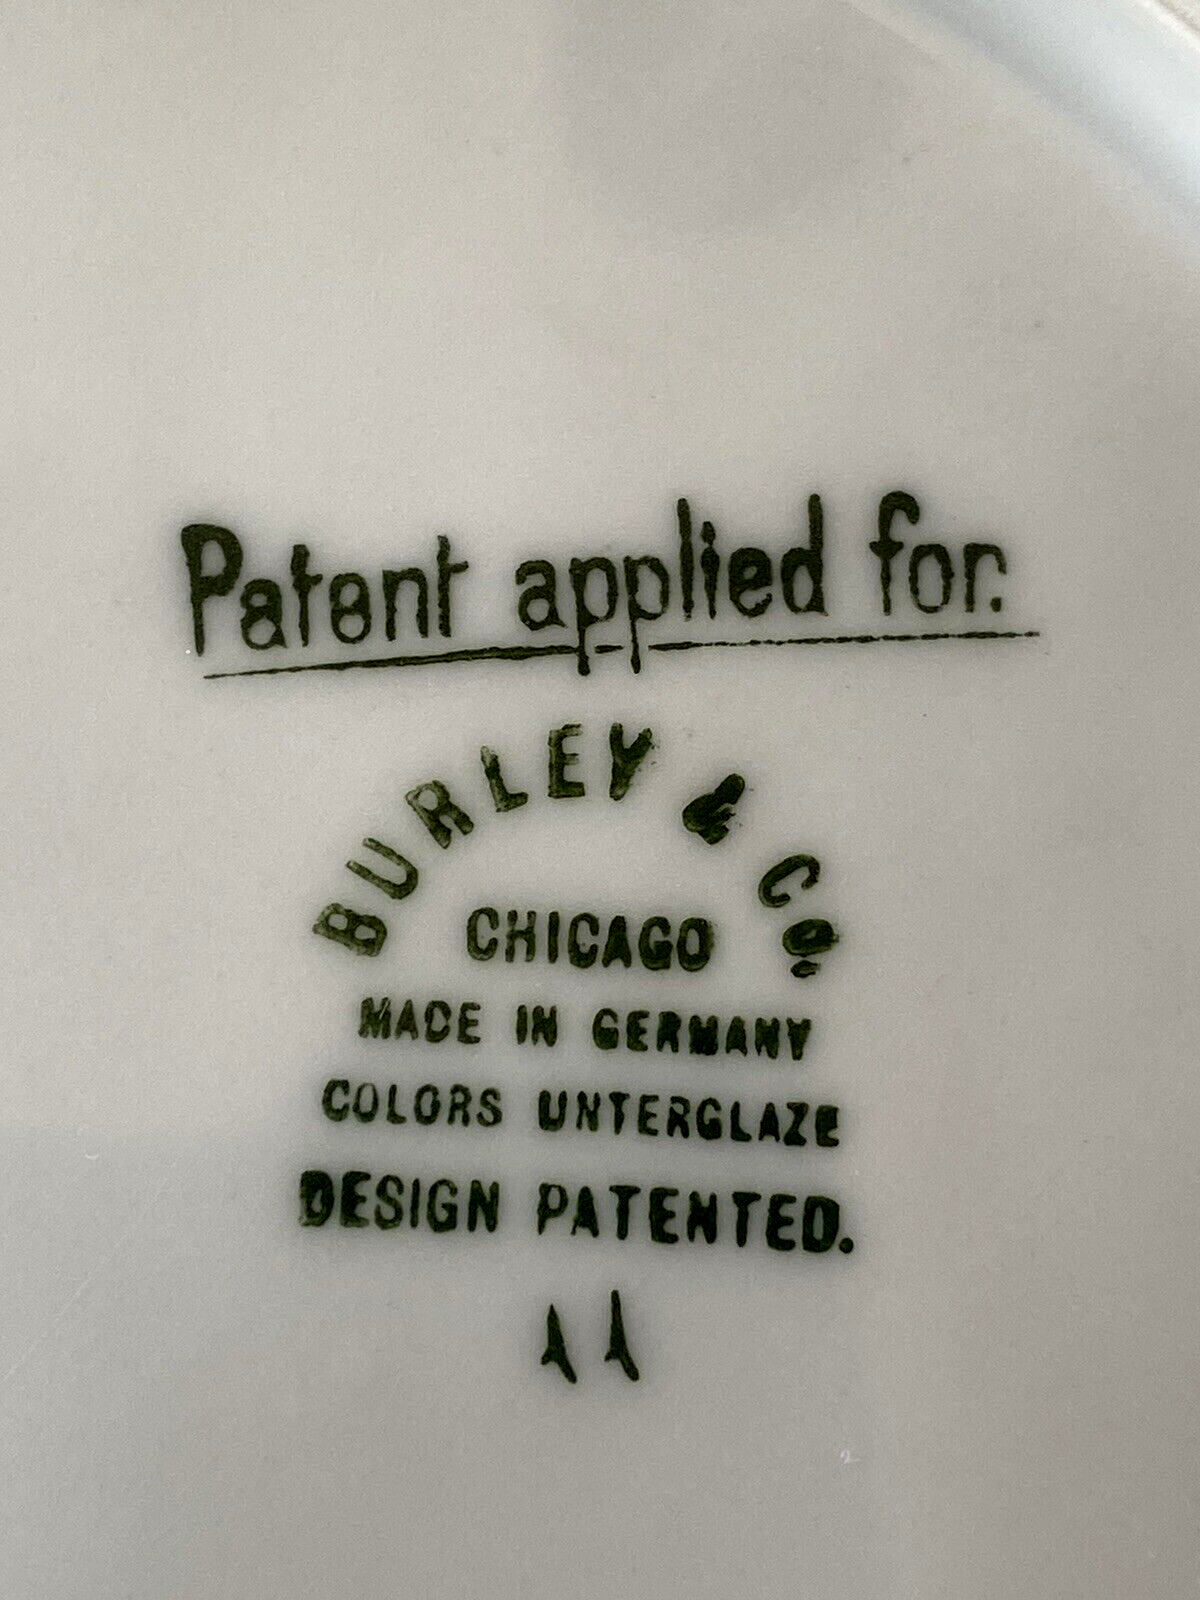 Patent applied for.
BURLEY & CO.
CHICAGO
MADE IN GERMANY
COLORS UNTERGLAZE
DESIGN PATENTED.